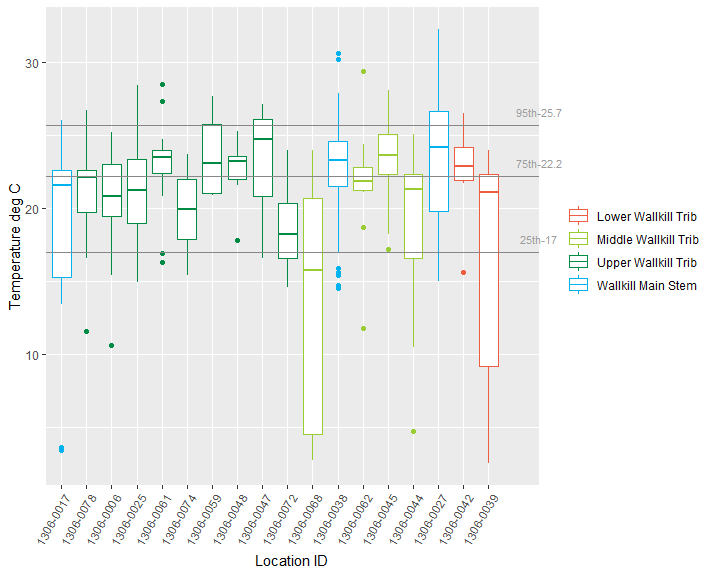 Temperature deg C
30
20
10
95th-25.7
75th-22.2
25th-17
1306-0017
1306-0078
1306-0006
1306-0025
1306-0061
1306-0074
1306-0059
1306-0048
1306-0047
1306-0072
1306-0068
1306-0038
1306-0062
1306-0045
1306-0044
1306-0027
1306-0042
1306-0039
Location ID
Lower Wallkill Trib
Middle Wallkill Trib
Upper Wallkill Trib
Wallkill Main Stem